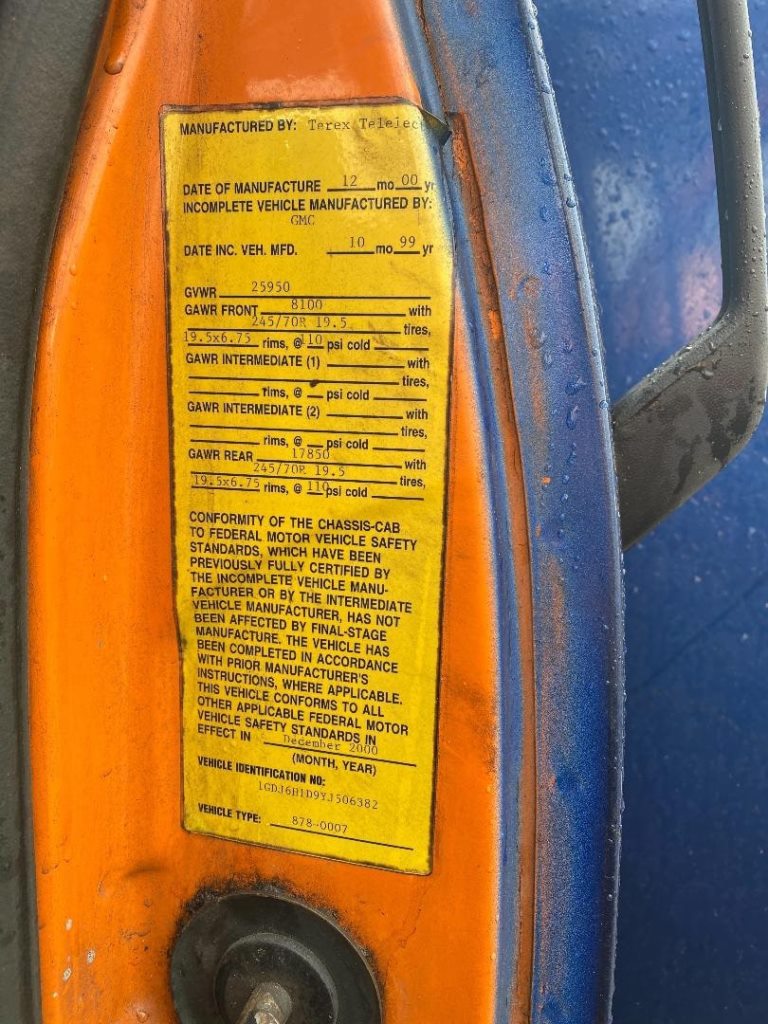 MANUFACTURED BY: Terex Telelec
DATE OF MANUFACTURE 12 mo 00 yr
INCOMPLETE VEHICLE MANUFACTURED BY:
GMC
DATE INC. VEH. MFD. 10 mo 99 yr
GVWR 25950
GAWR FRONT 8100 with
245/70R 19.5 tires,
19.5x6.75 rims, @ 110 psi cold
GAWR INTERMEDIATE (1) with
tires,
rims, @ psi cold
GAWR INTERMEDIATE (2) with
tires,
rims, @ psi cold
GAWR REAR 17850 with
245/70R 19.5 tires,
19.5x6.75 rims, @ 110 psi cold
CONFORMITY OF THE CHASSIS-CAB
TO FEDERAL MOTOR VEHICLE SAFETY
STANDARDS, WHICH HAVE BEEN
PREVIOUSLY FULLY CERTIFIED BY
THE INCOMPLETE VEHICLE MANU-
FACTURER OR BY THE INTERMEDIATE
VEHICLE MANUFACTURER, HAS NOT
BEEN AFFECTED BY FINAL-STAGE
MANUFACTURE. THE VEHICLE HAS
BEEN COMPLETED IN ACCORDANCE
WITH PRIOR MANUFACTURER'S
INSTRUCTIONS, WHERE APPLICABLE.
THIS VEHICLE CONFORMS TO ALL
OTHER APPLICABLE FEDERAL MOTOR
VEHICLE SAFETY STANDARDS IN
EFFECT IN December 2000
(MONTH, YEAR)
VEHICLE IDENTIFICATION NO:
1GDJ6H1D9YJ506382
VEHICLE TYPE: 878-0007